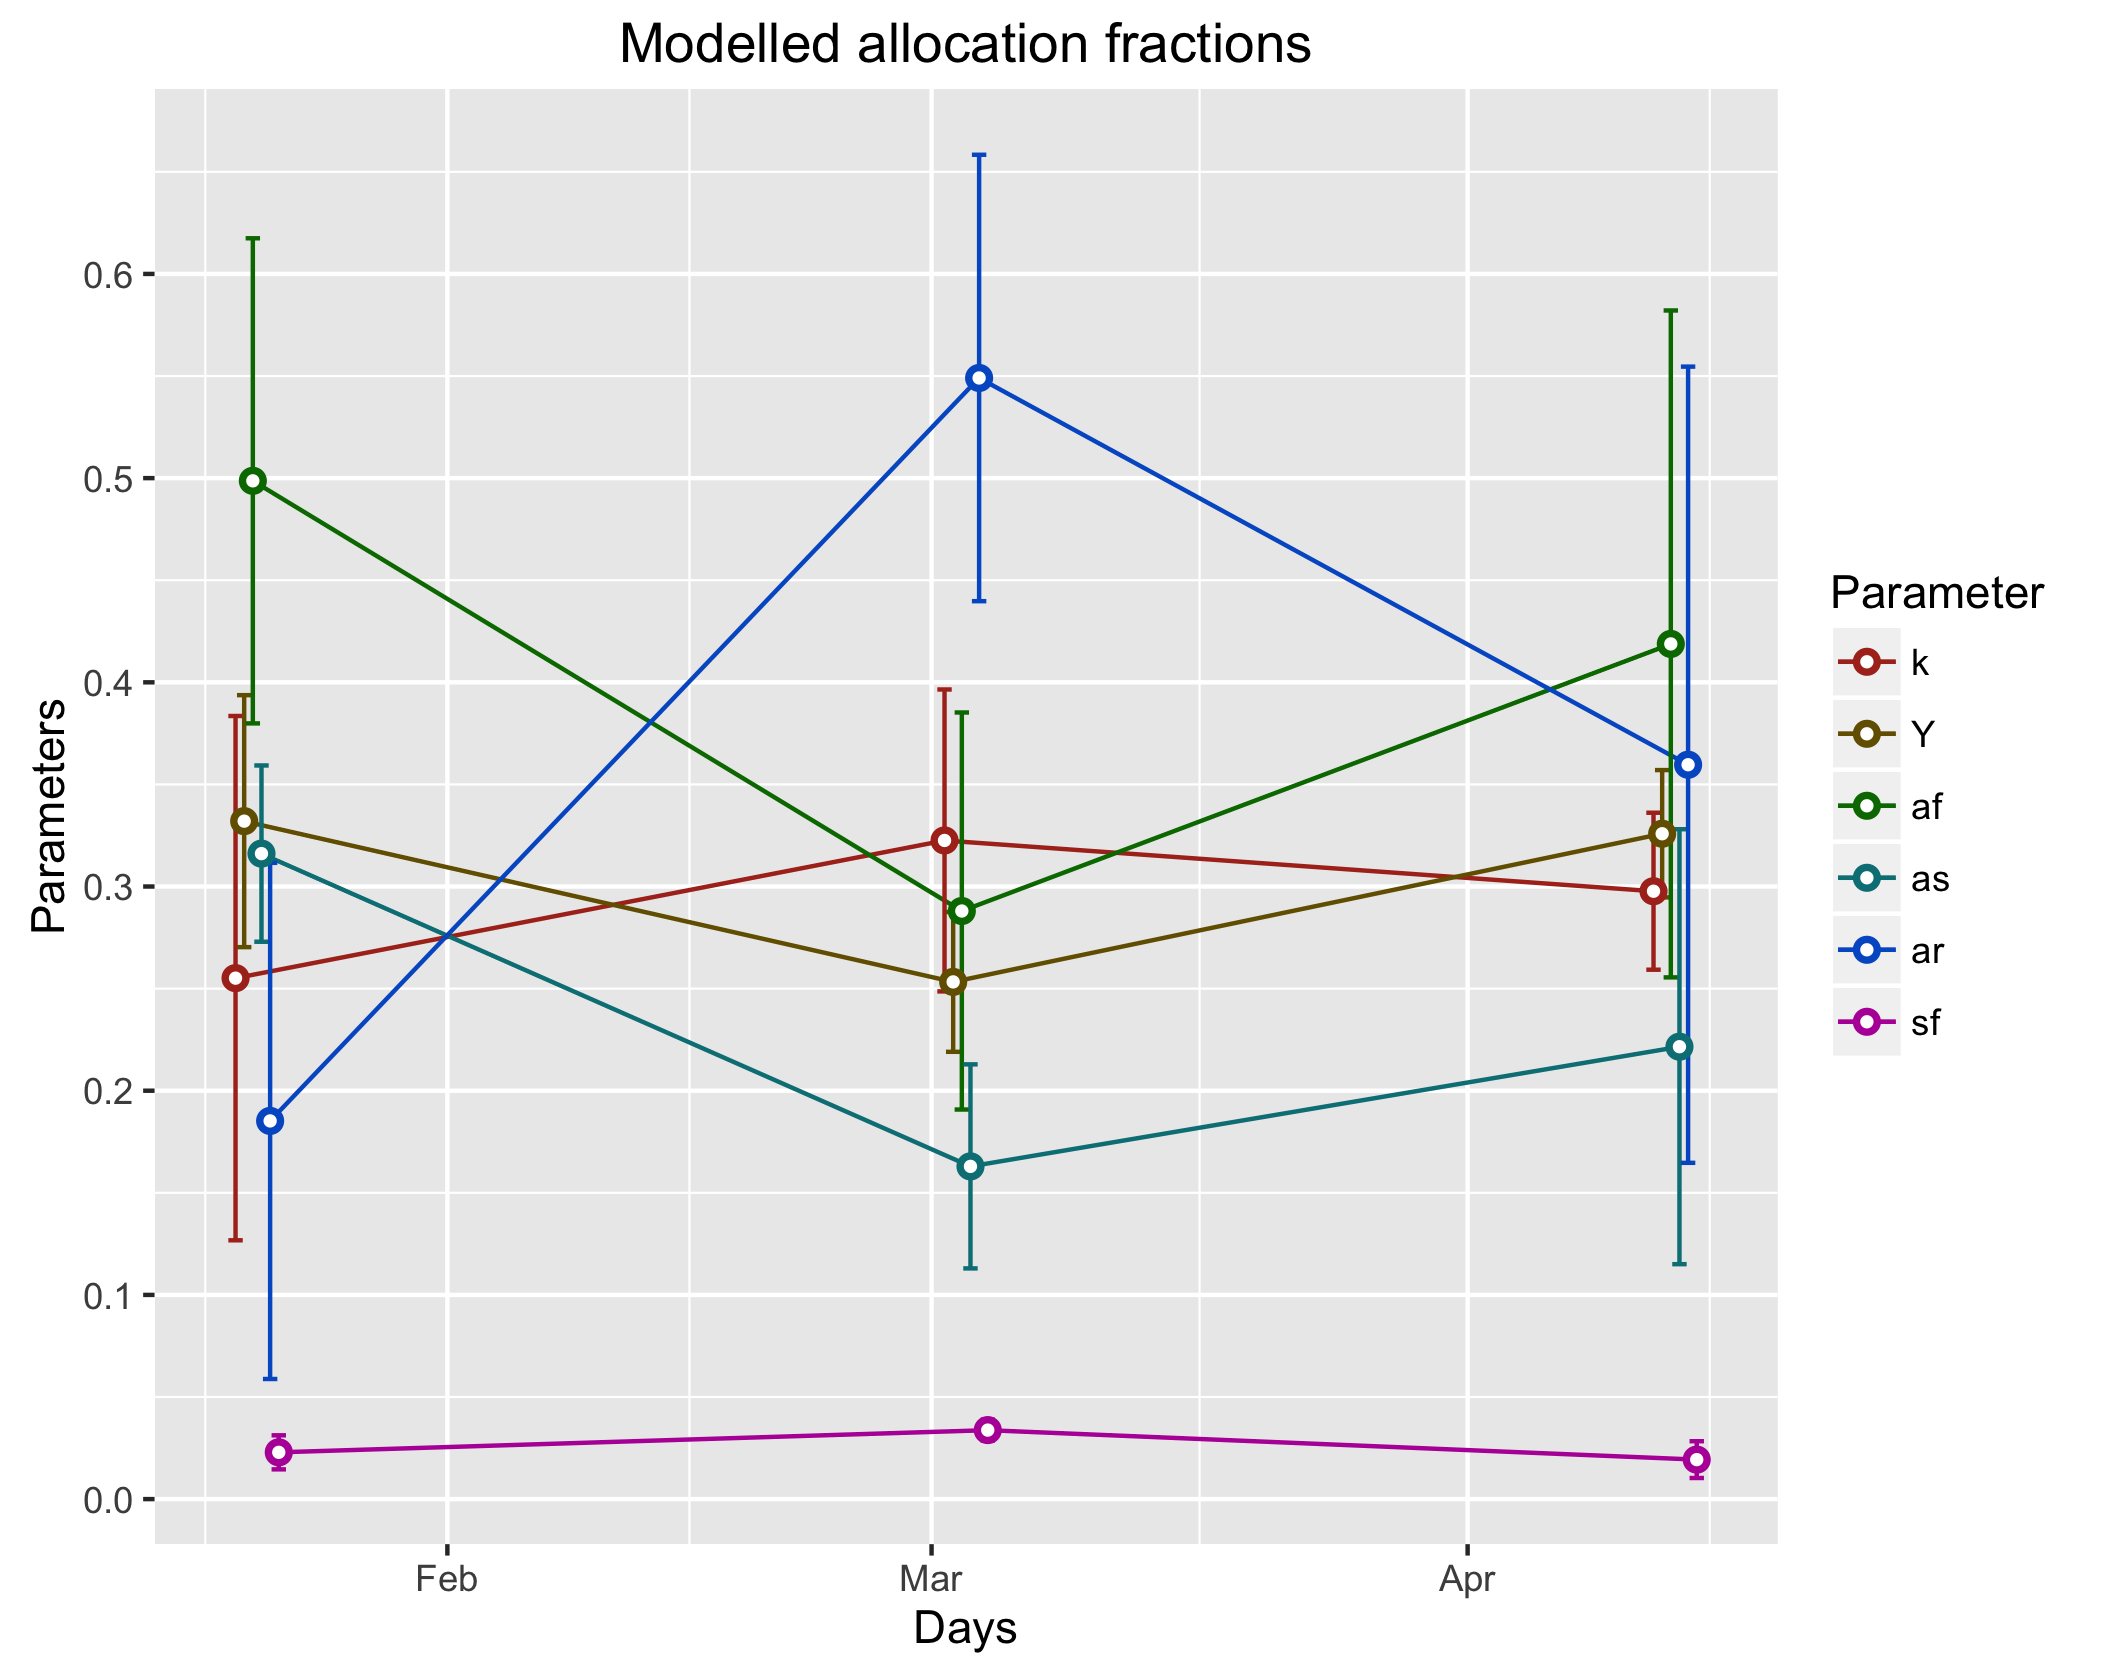 Modelled allocation fractions
Parameters
0.6
0.5
0.4
0.3
0.2
0.1
0.0
Feb Mar Apr
Days
Parameter
k
Y
af
as
ar
sf